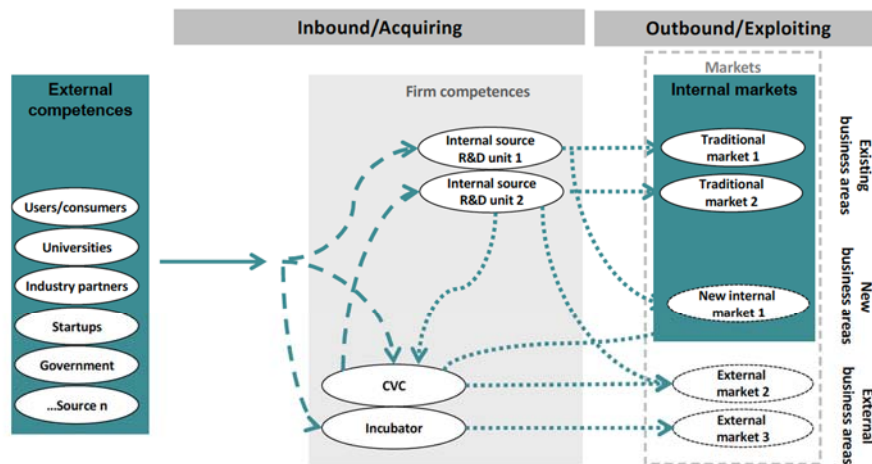 Inbound/Acquiring
Outbound/Exploiting
External
competences
Users/consumers
Universities
Industry partners
Startups
Government
...Source n
Firm competences
Internal source
R&D unit 1
Internal source
R&D unit 2
CVC
Incubator
Markets
Internal markets
Traditional
market 1
Traditional
market 2
New internal
market 1
External
market 2
External
market 3
Existing
business areas
New
business areas
External
business areas